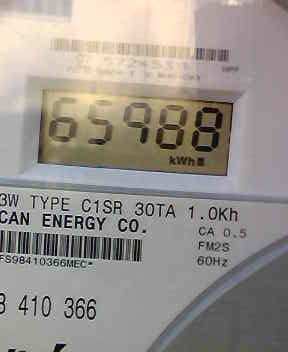 65988
kWh
3W TYPE C1SR 30TA 1.0Kh
CAN ENERGY CO.
CA 0.5
FM2S
60Hz
FS98410366MEC*
8 410 366